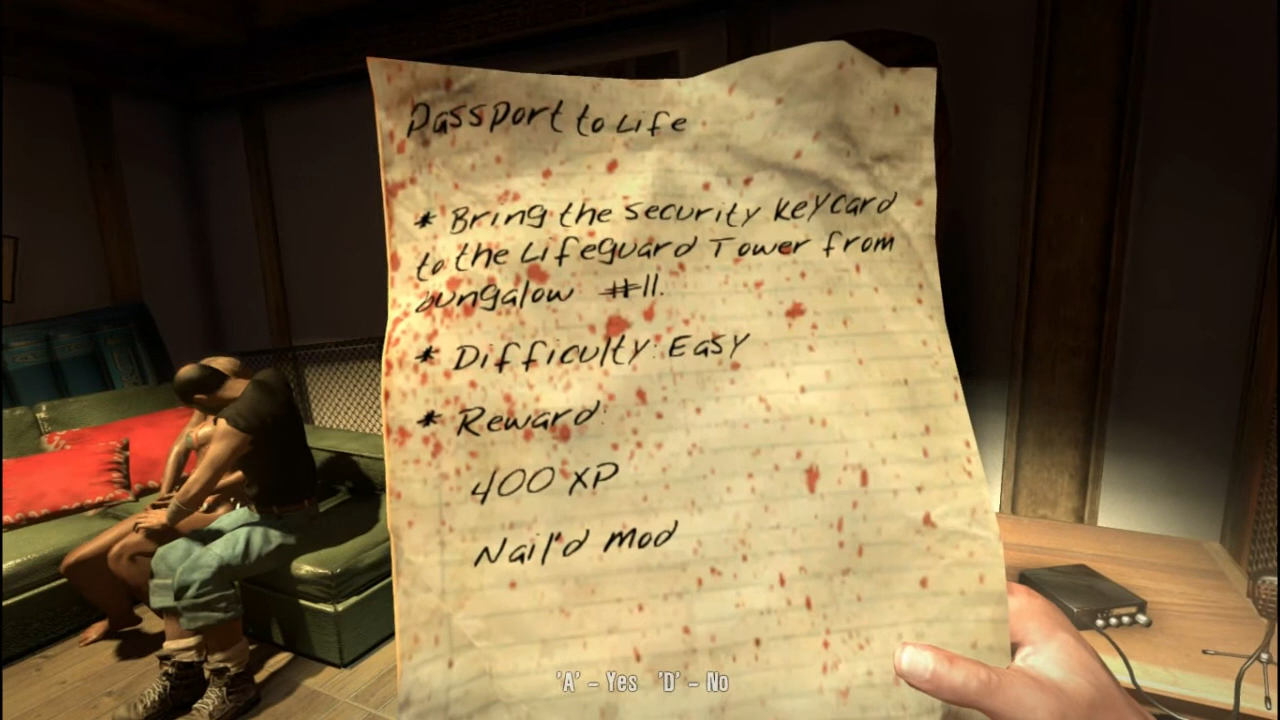 Passport to Life
* Bring the security keycard
to the Lifeguard Tower from
bungalow #11.
* Difficulty: Easy
* Reward:
400 XP
Nail'd mod
'A' – Yes 'D' – No